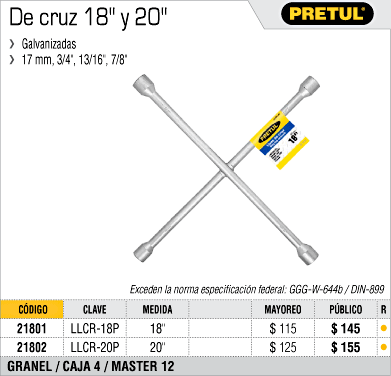 De cruz 18" y 20"
PRETUL®
Galvanizadas
17 mm, 3/4", 13/16", 7/8"
PRETUL
18"
Exceden la norma especificación federal: GGG-W-644b / DIN-899
CÓDIGO CLAVE MEDIDA MAYOREO PÚBLICO R
21801 LLCR-18P 18" $ 115 $ 145
21802 LLCR-20P 20" $ 125 $ 155
GRANEL / CAJA 4 / MASTER 12